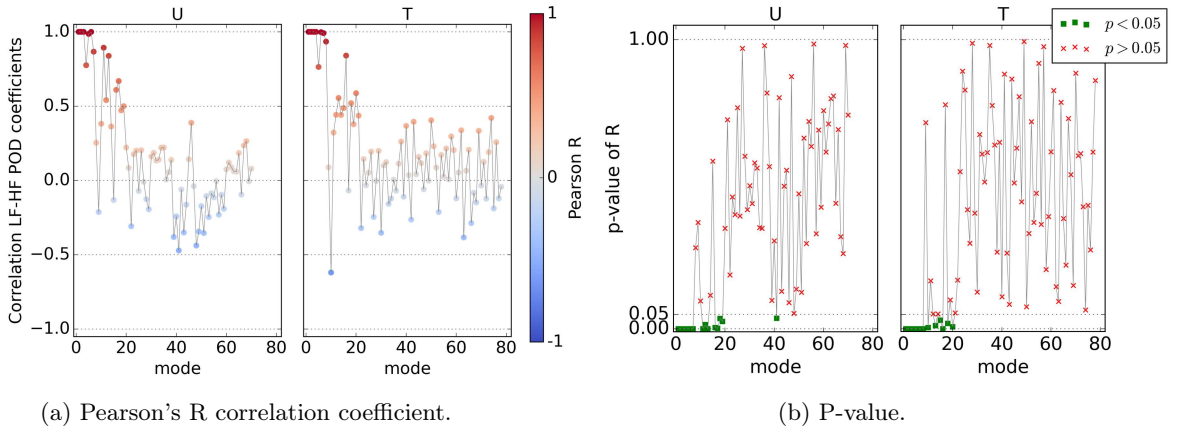 U T
1.0
0.5
0.0
−0.5
−1.0
Correlation LF-HF POD coefficients
0 20 40 60 80
0 20 40 60 80
mode mode
1
0
-1
Pearson R
U T
1.00
0.05
0.00
p-value of R
p < 0.05
p > 0.05
0 20 40 60 80
0 20 40 60 80
mode mode
(a) Pearson's R correlation coefficient.
(b) P-value.